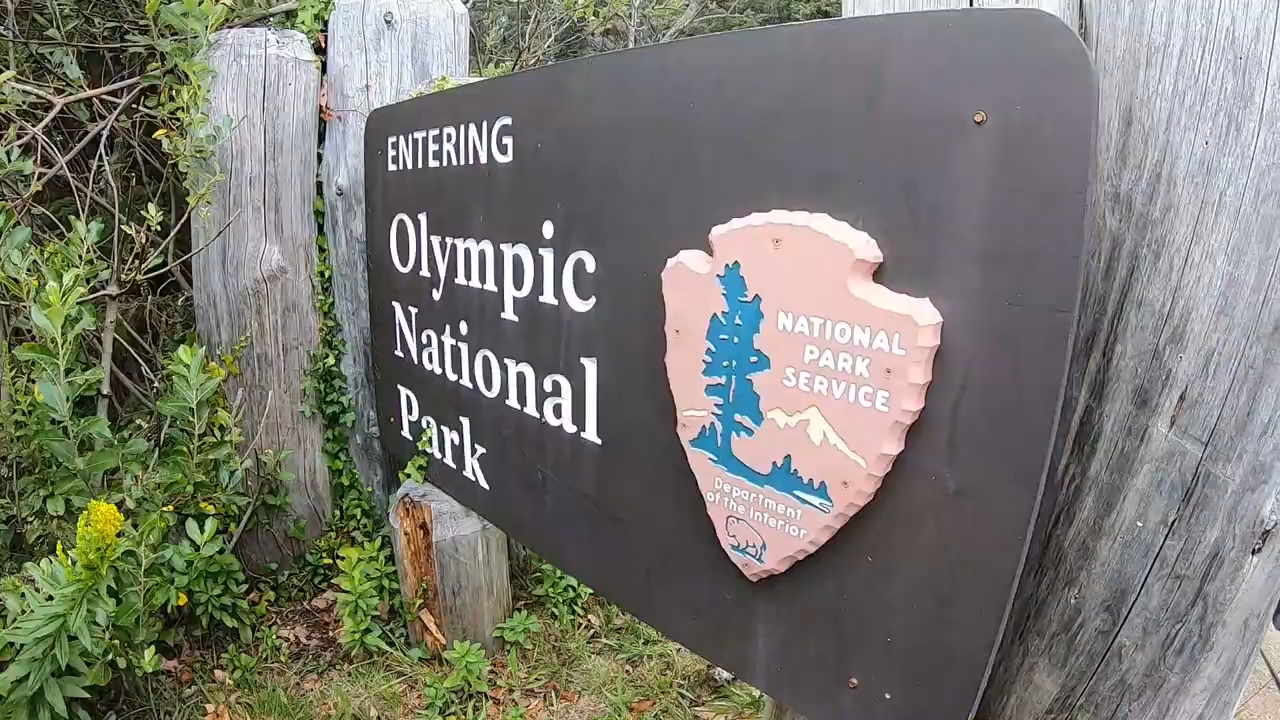 ENTERING
Olympic
National
Park
NATIONAL
PARK
SERVICE
Department
of the Interior